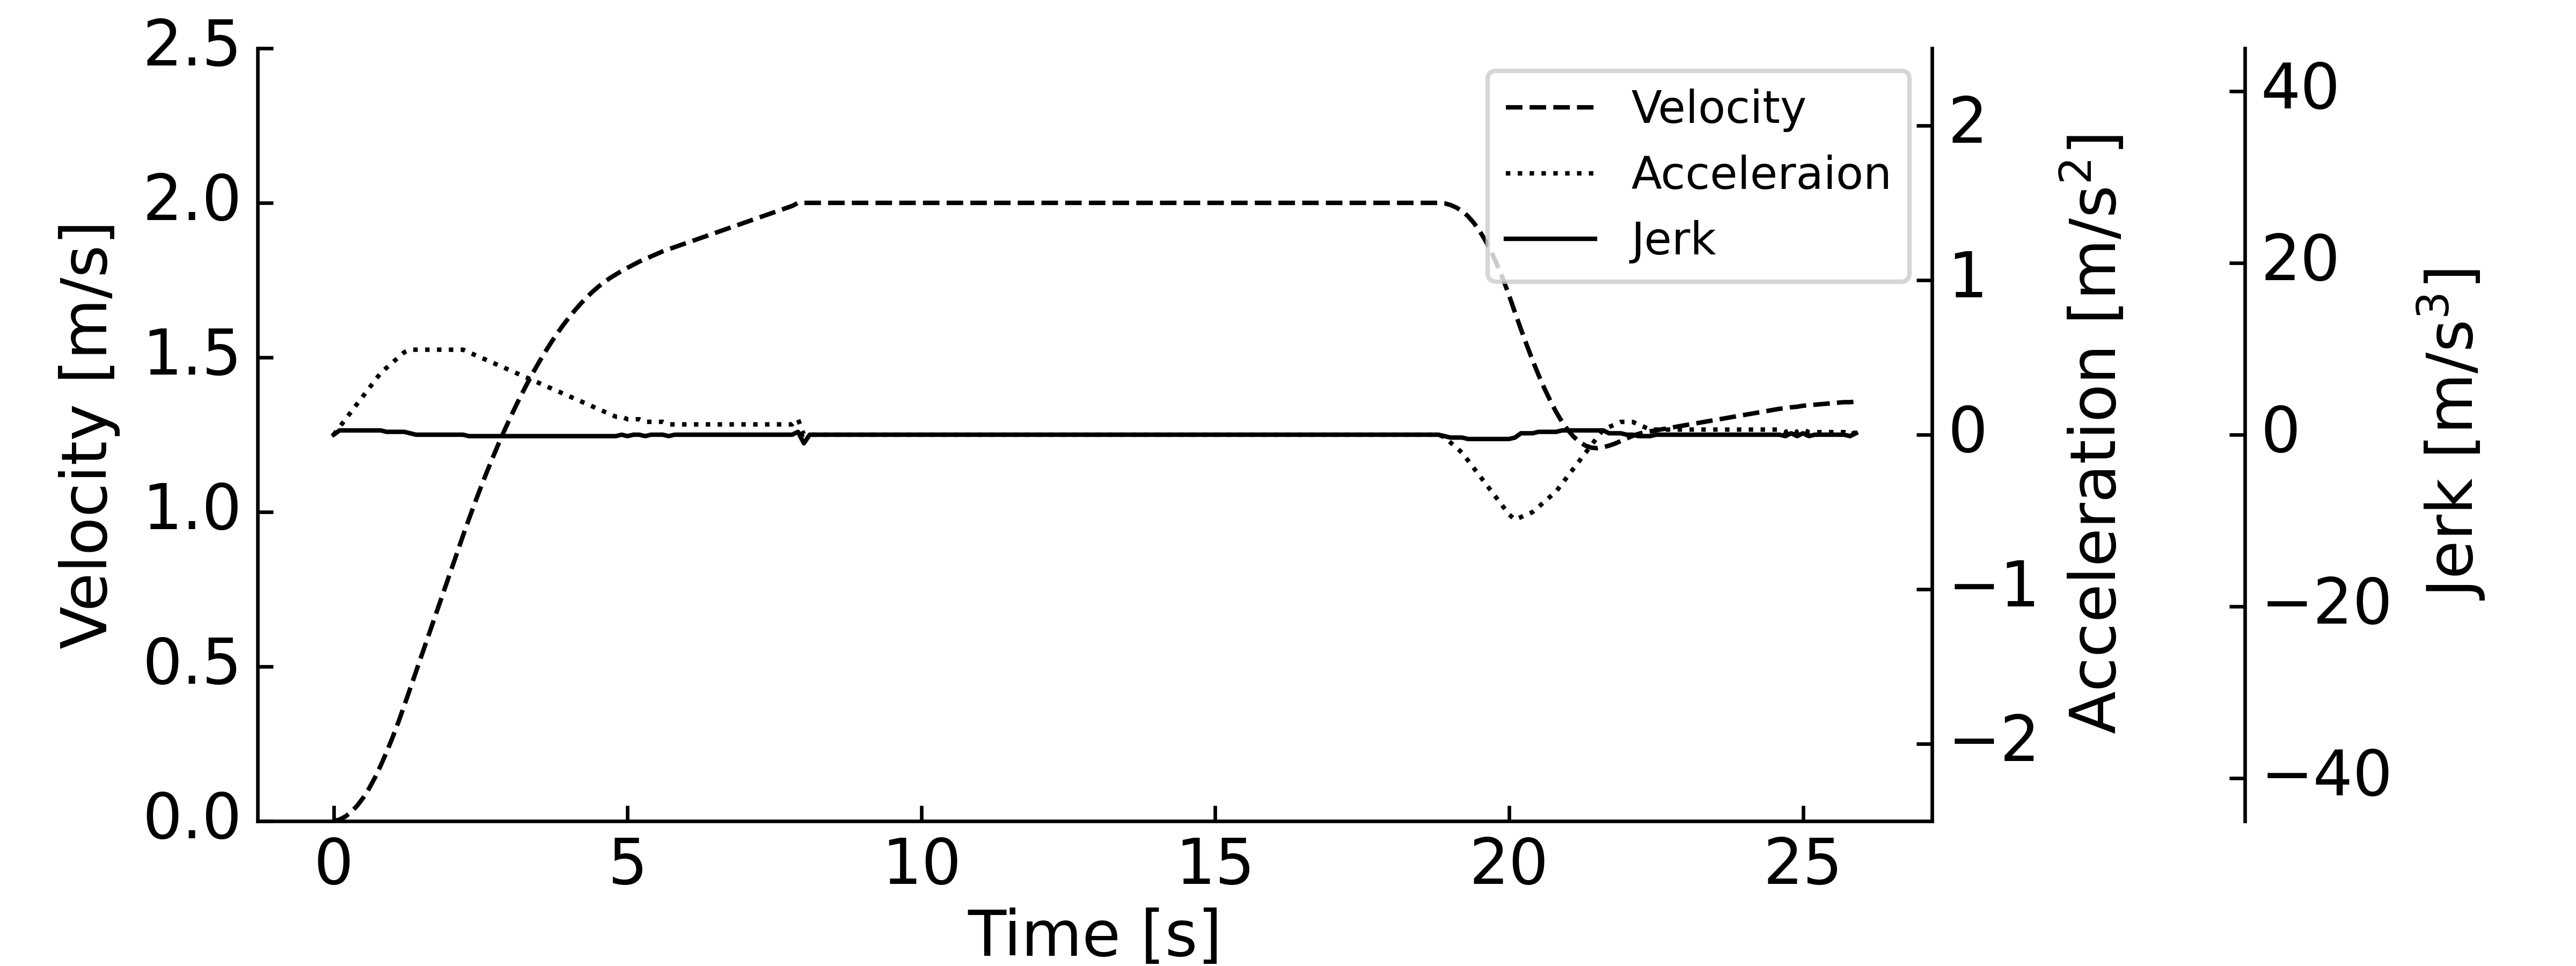 Velocity [m/s]
2.5
2.0
1.5
1.0
0.5
0.0
0 5 10 15 20 25
Time [s]
Velocity
Acceleraion
Jerk
2
1
0
−1
−2
Acceleration [m/s²]
40
20
0
−20
−40
Jerk [m/s³]